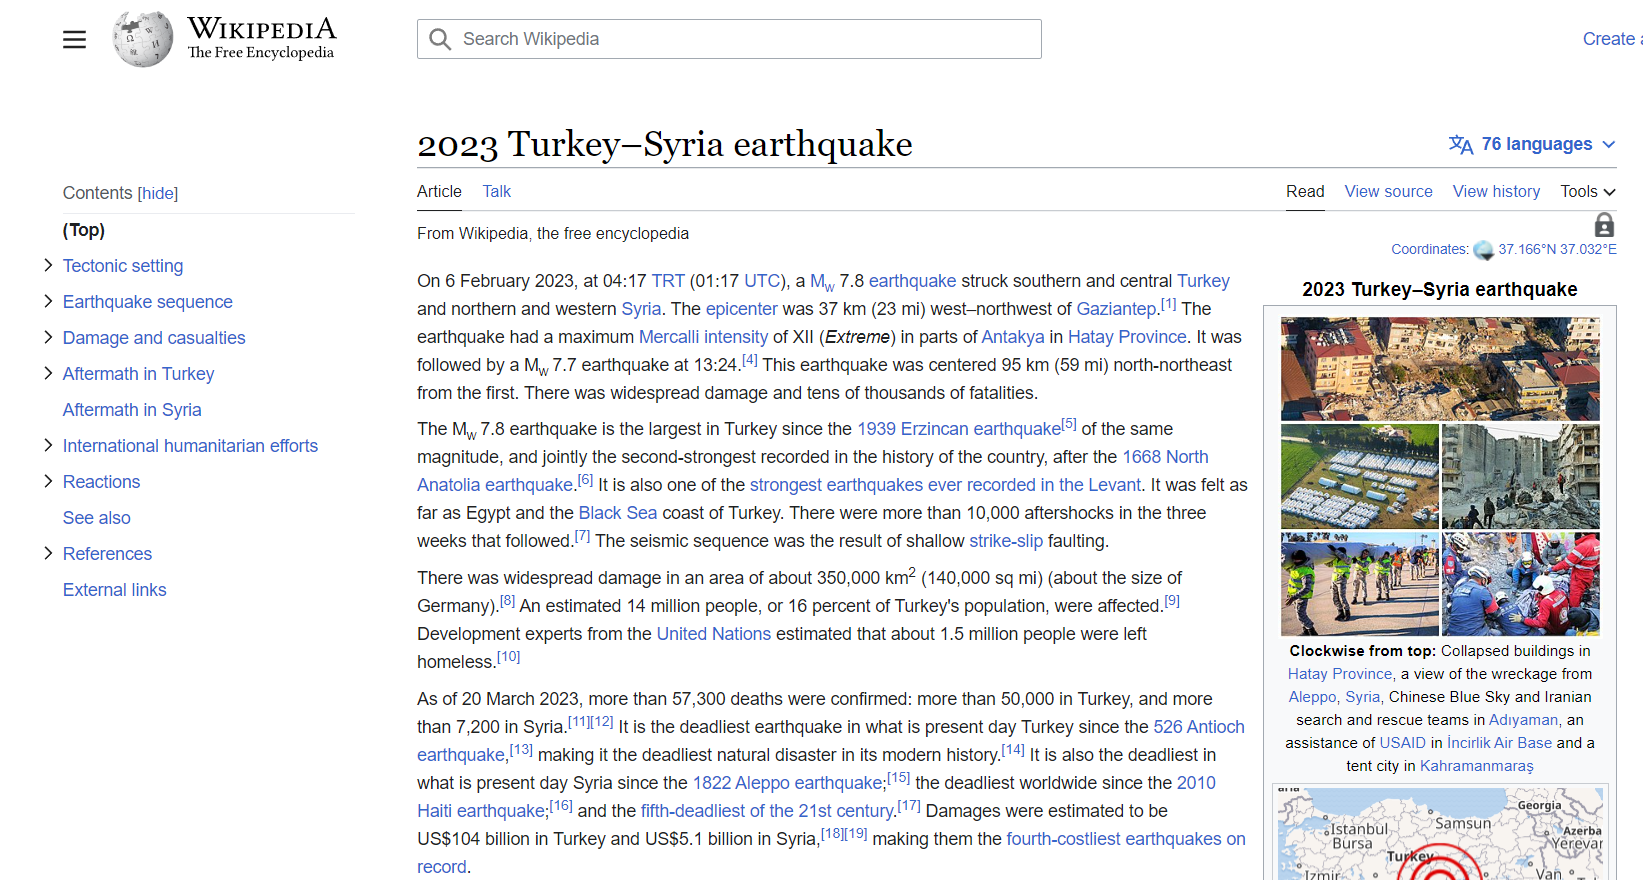 WIKIPEDIA
The Free Encyclopedia
Search Wikipedia
Create
2023 Turkey–Syria earthquake
76 languages
Contents [hide]
(Top)
Tectonic setting
Earthquake sequence
Damage and casualties
Aftermath in Turkey
Aftermath in Syria
International humanitarian efforts
Reactions
See also
References
External links
Article Talk
Read View source View history Tools
From Wikipedia, the free encyclopedia
Coordinates: 37.166°N 37.032°E
On 6 February 2023, at 04:17 TRT (01:17 UTC), a Mw 7.8 earthquake struck southern and central Turkey
and northern and western Syria. The epicenter was 37 km (23 mi) west–northwest of Gaziantep.[1] The
earthquake had a maximum Mercalli intensity of XII (Extreme) in parts of Antakya in Hatay Province. It was
followed by a Mw 7.7 earthquake at 13:24.[4] This earthquake was centered 95 km (59 mi) north-northeast
from the first. There was widespread damage and tens of thousands of fatalities.
The Mw 7.8 earthquake is the largest in Turkey since the 1939 Erzincan earthquake[5] of the same
magnitude, and jointly the second-strongest recorded in the history of the country, after the 1668 North
Anatolia earthquake.[6] It is also one of the strongest earthquakes ever recorded in the Levant. It was felt as
far as Egypt and the Black Sea coast of Turkey. There were more than 10,000 aftershocks in the three
weeks that followed.[7] The seismic sequence was the result of shallow strike-slip faulting.
There was widespread damage in an area of about 350,000 km2 (140,000 sq mi) (about the size of
Germany).[8] An estimated 14 million people, or 16 percent of Turkey's population, were affected.[9]
Development experts from the United Nations estimated that about 1.5 million people were left
homeless.[10]
As of 20 March 2023, more than 57,300 deaths were confirmed: more than 50,000 in Turkey, and more
than 7,200 in Syria.[11][12] It is the deadliest earthquake in what is present day Turkey since the 526 Antioch
earthquake,[13] making it the deadliest natural disaster in its modern history.[14] It is also the deadliest in
what is present day Syria since the 1822 Aleppo earthquake;[15] the deadliest worldwide since the 2010
Haiti earthquake;[16] and the fifth-deadliest of the 21st century.[17] Damages were estimated to be
US$104 billion in Turkey and US$5.1 billion in Syria,[18][19] making them the fourth-costliest earthquakes on
record.
2023 Turkey–Syria earthquake
Clockwise from top: Collapsed buildings in
Hatay Province, a view of the wreckage from
Aleppo, Syria, Chinese Blue Sky and Iranian
search and rescue teams in Adıyaman, an
assistance of USAID in İncirlik Air Base and a
tent city in Kahramanmaraş
Georgia
Istanbul
Samsun
Azerba
Bursa
Yerevar
Turkey
Izmir
Van